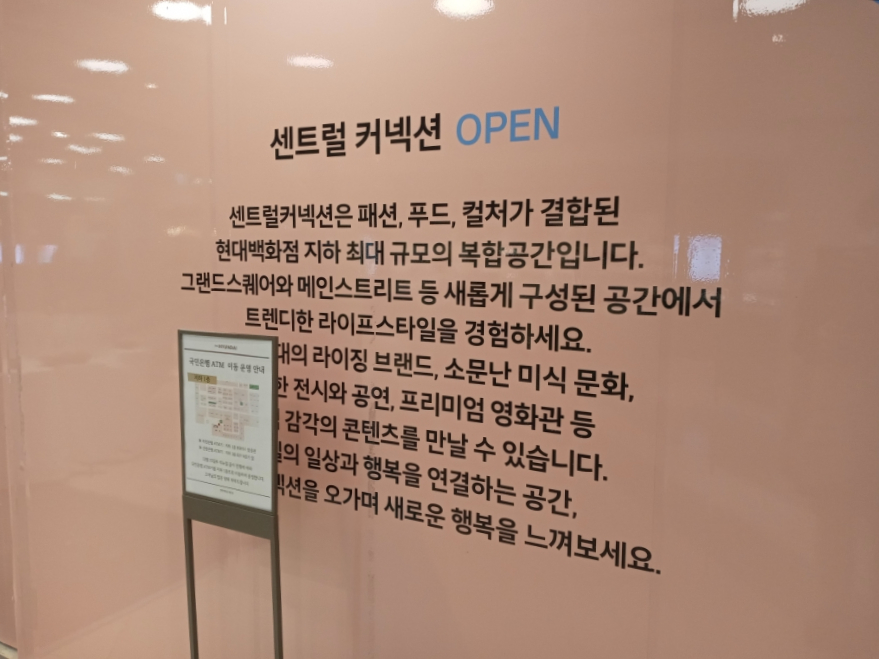 센트럴 커넥션 OPEN
센트럴커넥션은 패션, 푸드, 컬처가 결합된
현대백화점 지하 최대 규모의 복합공간입니다.
그랜드스퀘어와 메인스트리트 등 새롭게 구성된 공간에서
트렌디한 라이프스타일을 경험하세요.
대의 라이징 브랜드, 소문난 미식 문화,
한 전시와 공연, 프리미엄 영화관 등
감각의 콘텐츠를 만날 수 있습니다.
일의 일상과 행복을 연결하는 공간,
넥션을 오가며 새로운 행복을 느껴보세요.
국민은행 ATM 이동 운영 안내